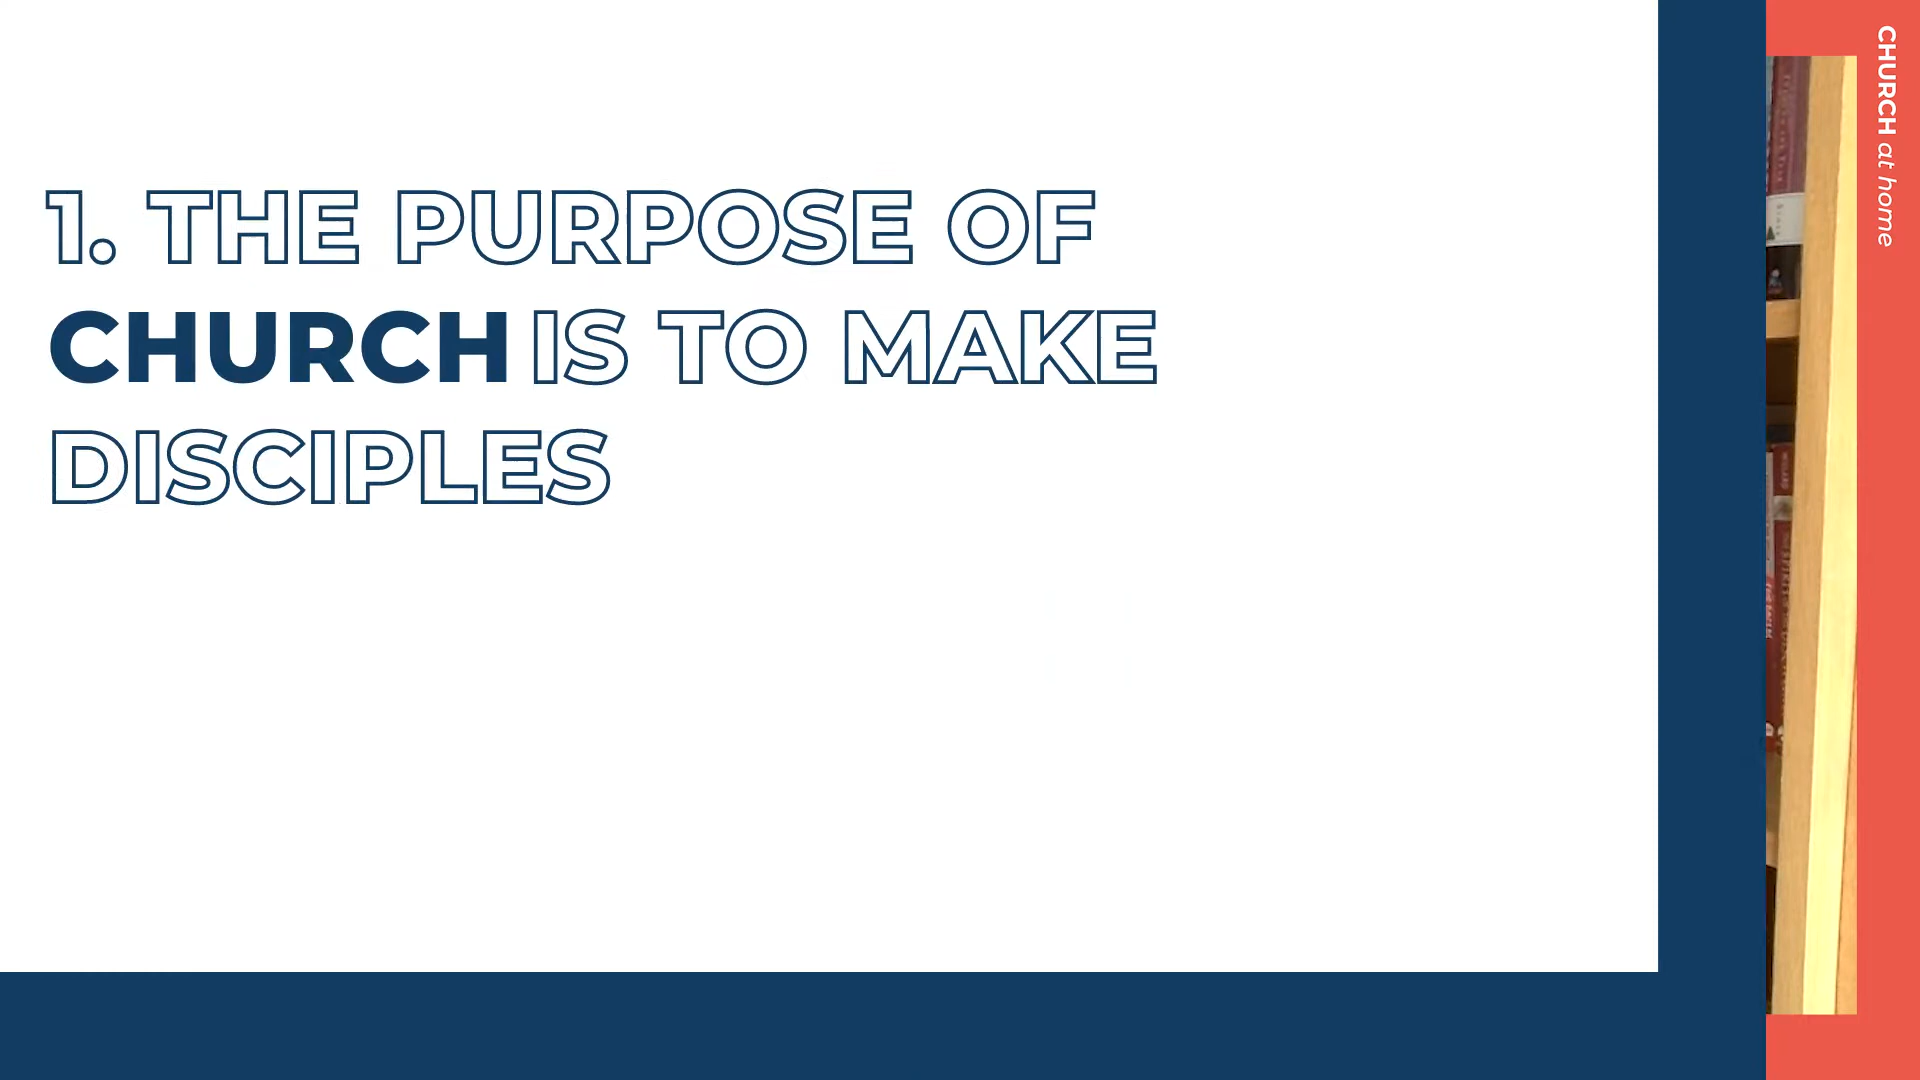 1. THE PURPOSE OF
CHURCH IS TO MAKE
DISCIPLES
CHURCH at home